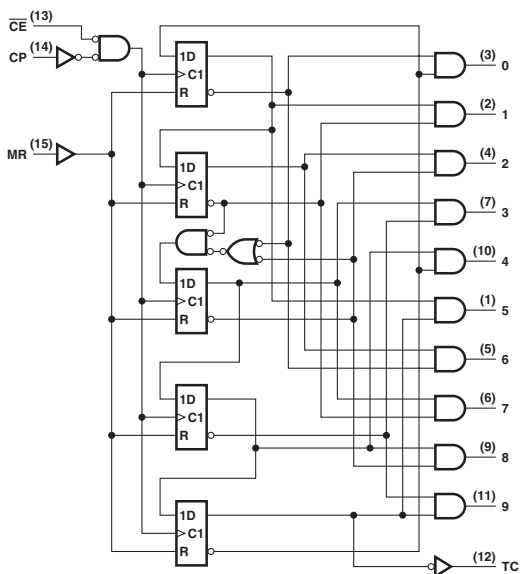 CE (13)
CP (14)
MR (15)
1D
C1
R
1D
C1
R
1D
C1
R
1D
C1
R
1D
C1
R
(3) 0
(2) 1
(4) 2
(7) 3
(10) 4
(1) 5
(5) 6
(6) 7
(9) 8
(11) 9
(12) TC